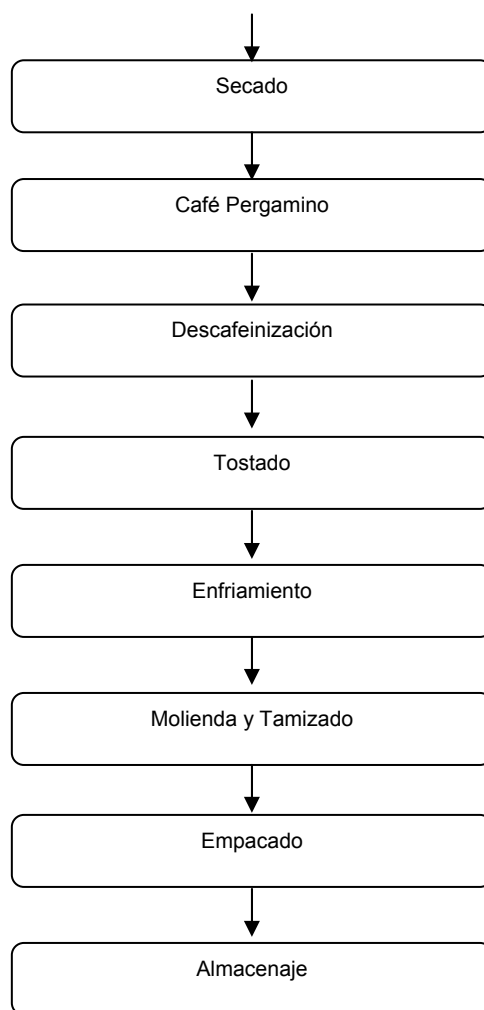 Secado
Café Pergamino
Descafeinización
Tostado
Enfriamiento
Molienda y Tamizado
Empacado
Almacenaje